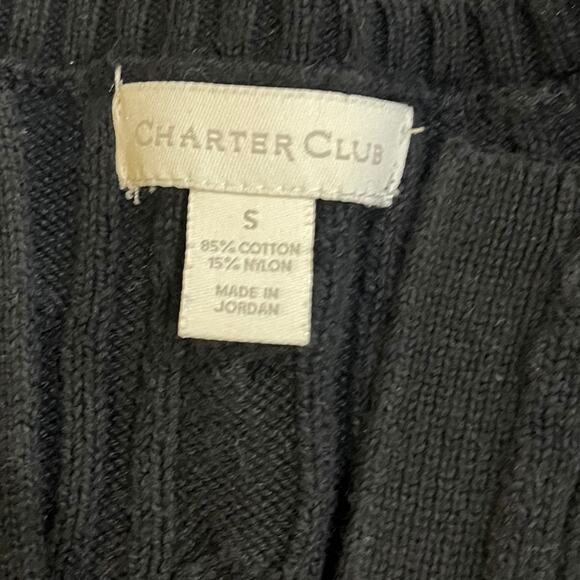 CHARTER CLUB
S
85% COTTON
15% NYLON
MADE IN
JORDAN